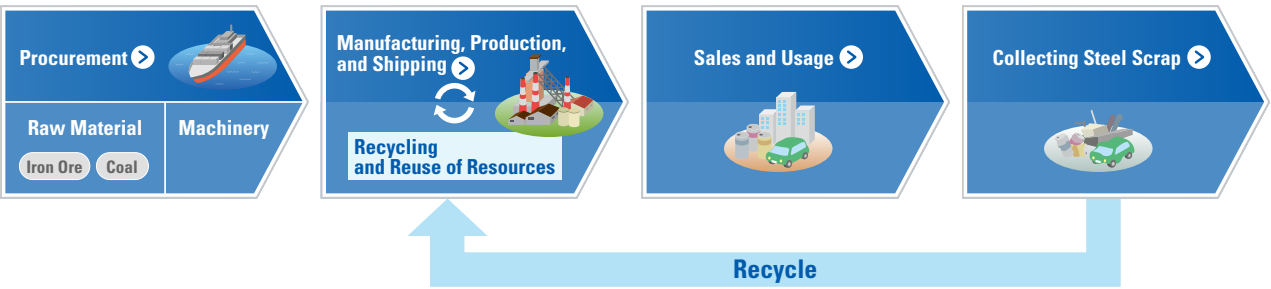 Procurement
Raw Material
Iron Ore
Coal
Machinery
Manufacturing, Production,
and Shipping
Recycling
and Reuse of Resources
Sales and Usage
Collecting Steel Scrap
Recycle